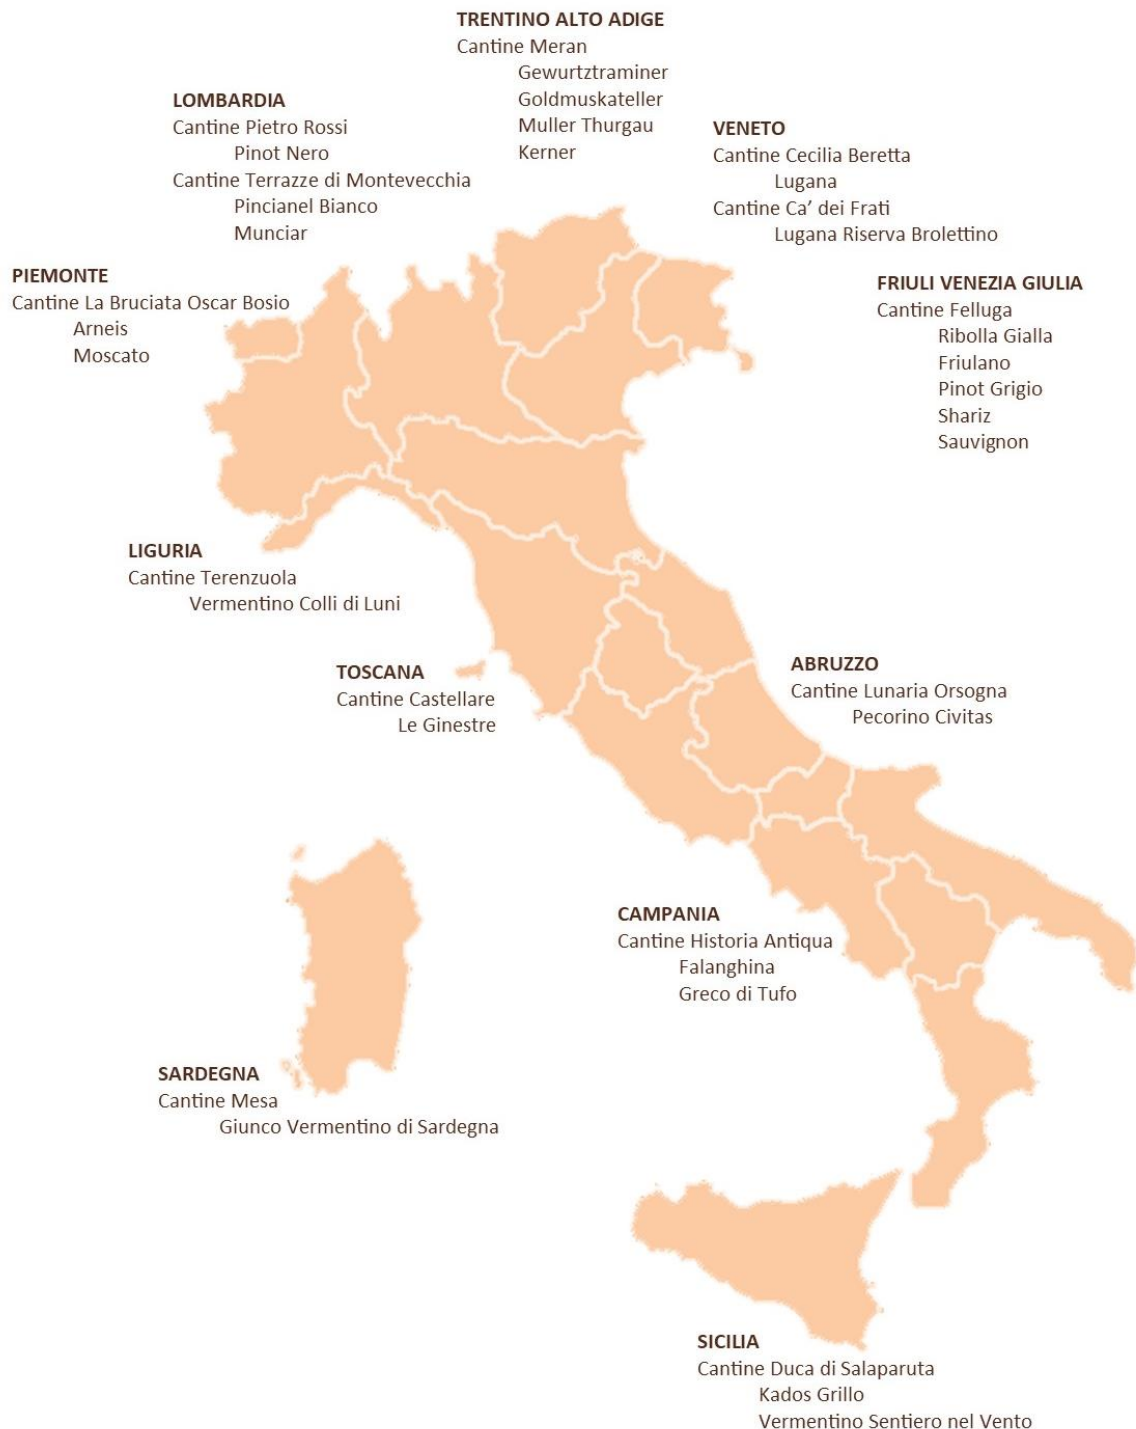 TRENTINO ALTO ADIGE
Cantine Meran
Gewurtztraminer
Goldmuskateller
Muller Thurgau
Kerner
LOMBARDIA
Cantine Pietro Rossi
Pinot Nero
Cantine Terrazze di Montevecchia
Pincianel Bianco
Munciar
VENETO
Cantine Cecilia Beretta
Lugana
Cantine Ca’ dei Frati
Lugana Riserva Brolettino
PIEMONTE
Cantine La Bruciata Oscar Bosio
Arneis
Moscato
FRIULI VENEZIA GIULIA
Cantine Felluga
Ribolla Gialla
Friulano
Pinot Grigio
Shariz
Sauvignon
LIGURIA
Cantine Terenzuola
Vermentino Colli di Luni
TOSCANA
Cantine Castellare
Le Ginestre
ABRUZZO
Cantine Lunaria Orsogna
Pecorino Civitas
CAMPANIA
Cantine Historia Antiqua
Falanghina
Greco di Tufo
SARDEGNA
Cantine Mesa
Giunco Vermentino di Sardegna
SICILIA
Cantine Duca di Salaparuta
Kados Grillo
Vermentino Sentiero nel Vento